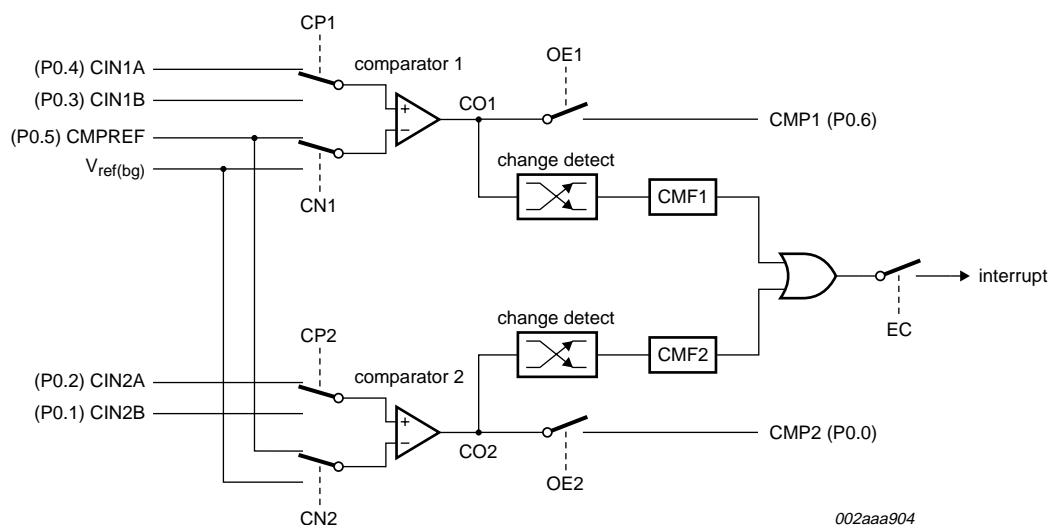 CP1
(P0.4) CIN1A
comparator 1
OE1
(P0.3) CIN1B
+
CO1
CMP1 (P0.6)
(P0.5) CMPREF
−
Vref(bg)
change detect
CN1
CMF1
interrupt
EC
CP2
change detect
CMF2
(P0.2) CIN2A
comparator 2
(P0.1) CIN2B
+
−
CO2
CMP2 (P0.0)
OE2
CN2
002aaa904